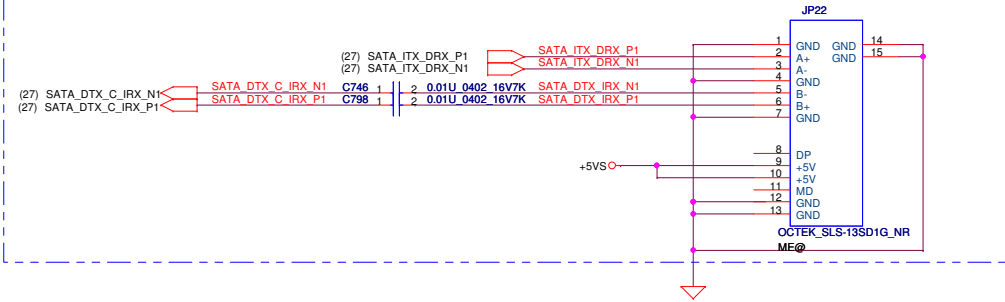 JP22
1 GND GND 14
(27) SATA_ITX_DRX_P1 SATA_ITX_DRX_P1 2 A+ GND 15
(27) SATA_ITX_DRX_N1 SATA_ITX_DRX_N1 3 A-
4 GND
(27) SATA_DTX_C_IRX_N1 SATA_DTX_C_IRX_N1 C746 1 2 0.01U_0402_16V7K SATA_DTX_IRX_N1 5 B-
(27) SATA_DTX_C_IRX_P1 SATA_DTX_C_IRX_P1 C798 1 2 0.01U_0402_16V7K SATA_DTX_IRX_P1 6 B+
7 GND
8 DP
+5VS 9 +5V
10 +5V
11 MD
12 GND
13 GND
OCTEK_SLS-13SD1G_NR
ME@